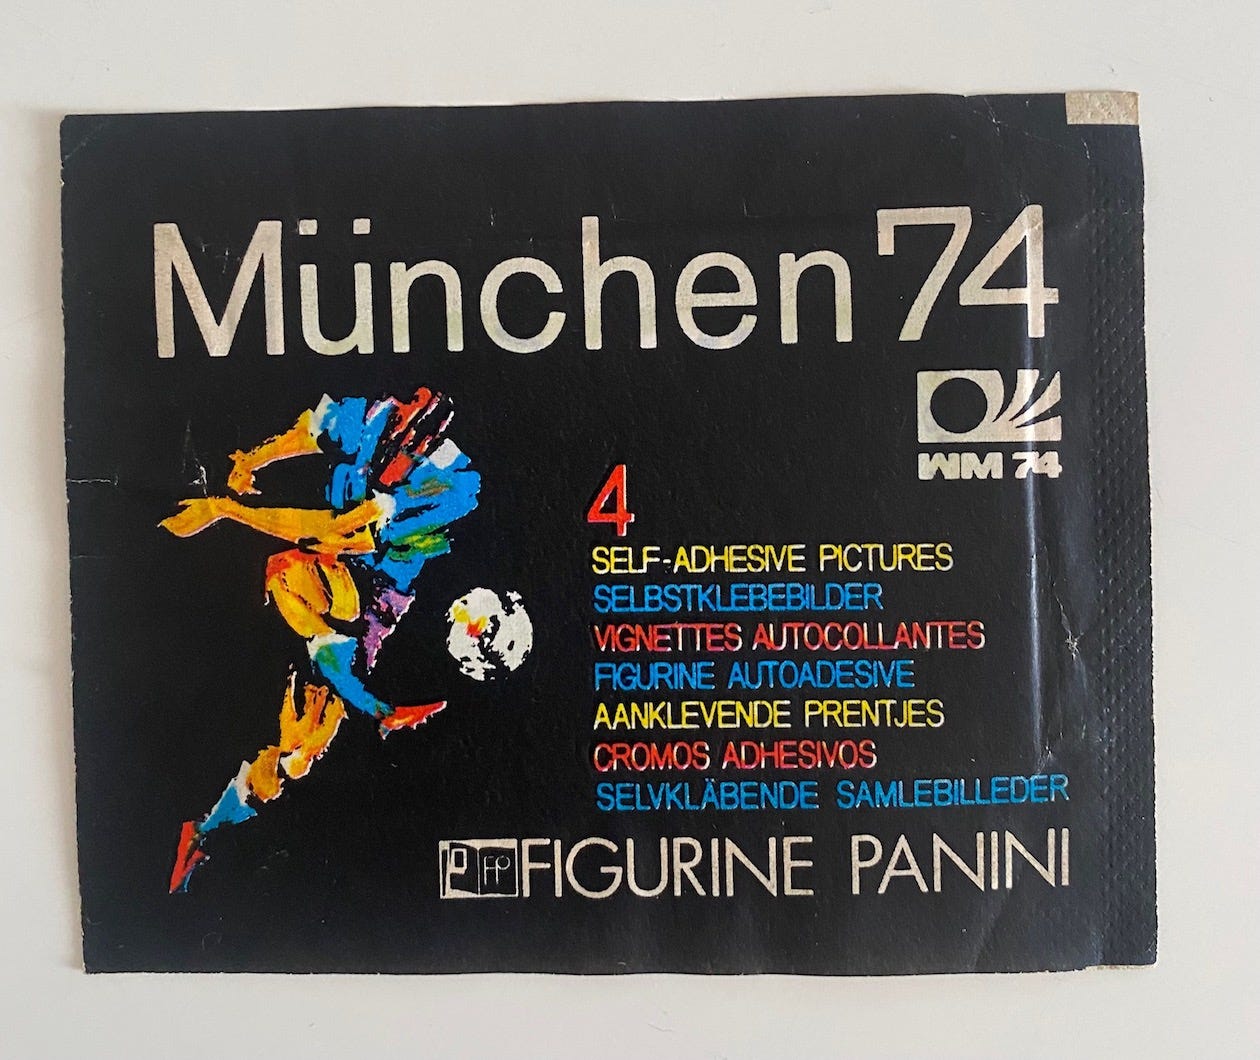 München 74
WM 74
4
SELF-ADHESIVE PICTURES
SELBSTKLEBEBILDER
VIGNETTES AUTOCOLLANTES
FIGURINE AUTOADESIVE
AANKLEVENDE PRENTJES
CROMOS ADHESIVOS
SELVKLÄBENDE SAMLEBILLEDER
FP FIGURINE PANINI